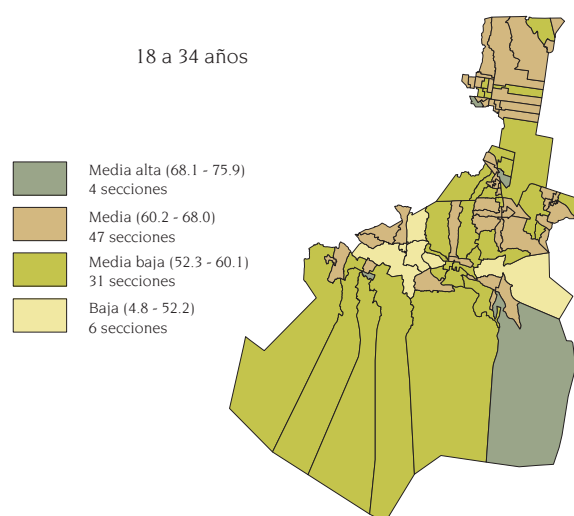 18 a 34 años
Media alta (68.1 - 75.9)
4 secciones
Media (60.2 - 68.0)
47 secciones
Media baja (52.3 - 60.1)
31 secciones
Baja (4.8 - 52.2)
6 secciones